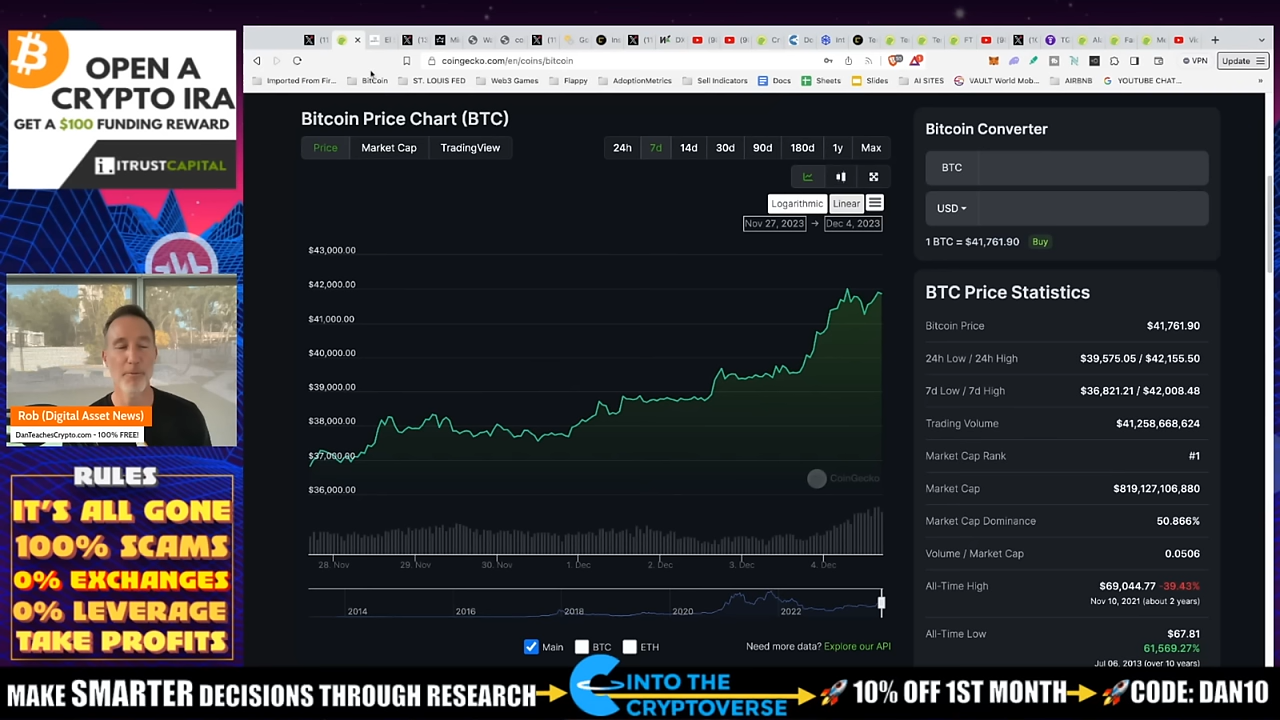 OPEN A
CRYPTO IRA
GET A $100 FUNDING REWARD
i. ITRUSTCAPITAL
Rob (Digital Asset News)
DanTeachesCrypto.com - 100% FREE!
RULES
IT'S ALL GONE
100% SCAMS
0% EXCHANGES
0% LEVERAGE
TAKE PROFITS
coingecko.com/en/coins/bitcoin
VPN
Update
Imported From Fir... BitCoin ST. LOUIS FED Web3 Games Flappy AdoptionMetrics Sell Indicators Docs Sheets Slides AI SITES VAULT World Mob... AIRBNB YOUTUBE CHAT...
Bitcoin Price Chart (BTC)
Price Market Cap TradingView
24h 7d 14d 30d 90d 180d 1y Max
Logarithmic Linear
Nov 27, 2023 → Dec 4, 2023
$43,000.00
$42,000.00
$41,000.00
$40,000.00
$39,000.00
$38,000.00
$37,000.00
$36,000.00
CoinGecko
28. Nov 29. Nov 30. Nov 1. Dec 2. Dec 3. Dec 4. Dec
2014 2016 2018 2020 2022
Main BTC ETH
Need more data? Explore our API
Bitcoin Converter
BTC
USD
1 BTC = $41,761.90 Buy
BTC Price Statistics
Bitcoin Price $41,761.90
24h Low / 24h High $39,575.05 / $42,155.50
7d Low / 7d High $36,821.21 / $42,008.48
Trading Volume $41,258,668,624
Market Cap Rank #1
Market Cap $819,127,106,880
Market Cap Dominance 50.866%
Volume / Market Cap 0.0506
All-Time High $69,044.77 -39.43%
Nov 10, 2021 (about 2 years)
All-Time Low $67.81
61,569.27%
Jul 06, 2013 (over 10 years)
MAKE SMARTER DECISIONS THROUGH RESEARCH
INTO THE
CRYPTOVERSE
10% OFF 1ST MONTH
CODE: DAN10